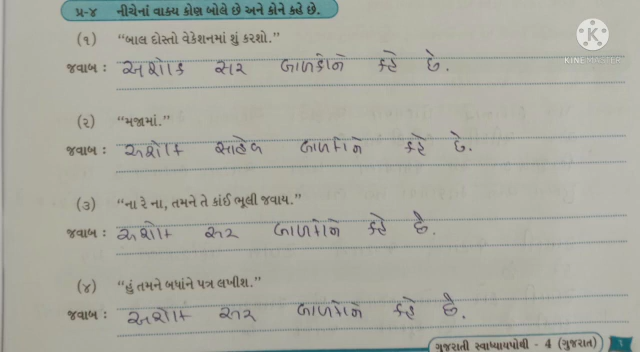 પ્ર-૪ નીચેનાં વાક્ય કોણ બોલે છે અને કોને કહે છે.
KINEMASTER
(૧) “બાલ દોસ્તો વેકેશનમાં શું કરશો.”
જવાબ : અશોક સર બાળકોને કહે છે.
(૨) “મજામાં.”
જવાબ : અશોક સાહેબ બાળકોને કહે છે.
(૩) “ના રે ના, તમને તે કાંઈ ભૂલી જવાય.”
જવાબ : અશોક સર બાળકોને કહે છે.
(૪) “હું તમને બધાંને પત્ર લખીશ.”
જવાબ : અશોક સર બાળકોને કહે છે.
ગુજરાતી સ્વાધ્યાયપોથી - 4 (ગુજરાત) 1